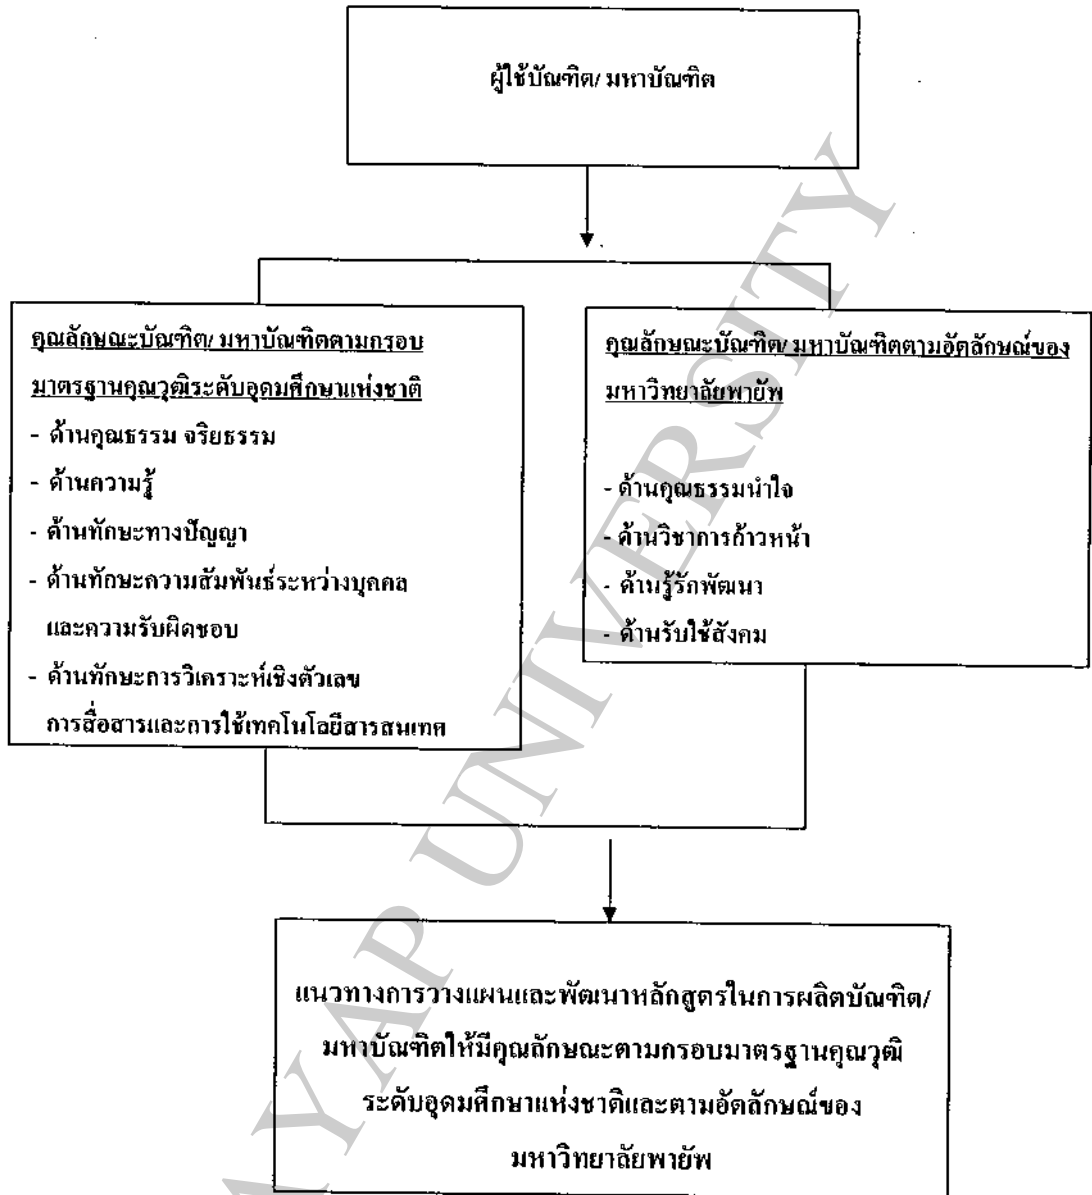 ผู้ใช้บัณฑิต/ มหาบัณฑิต
คุณลักษณะบัณฑิต/ มหาบัณฑิตตามกรอบ
มาตรฐานคุณวุฒิระดับอุดมศึกษาแห่งชาติ
- ด้านคุณธรรม จริยธรรม
- ด้านความรู้
- ด้านทักษะทางปัญญา
- ด้านทักษะความสัมพันธ์ระหว่างบุคคล
และความรับผิดชอบ
- ด้านทักษะการวิเคราะห์เชิงตัวเลข
การสื่อสารและการใช้เทคโนโลยีสารสนเทศ
คุณลักษณะบัณฑิต/ มหาบัณฑิตตามอัตลักษณ์ของ
มหาวิทยาลัยพายัพ
- ด้านคุณธรรมนำใจ
- ด้านวิชาการก้าวหน้า
- ด้านรู้รักพัฒนา
- ด้านรับใช้สังคม
แนวทางการวางแผนและพัฒนาหลักสูตรในการผลิตบัณฑิต/
มหาบัณฑิตให้มีคุณลักษณะตามกรอบมาตรฐานคุณวุฒิ
ระดับอุดมศึกษาแห่งชาติและตามอัตลักษณ์ของ
มหาวิทยาลัยพายัพ
YAP UNIVERSITY